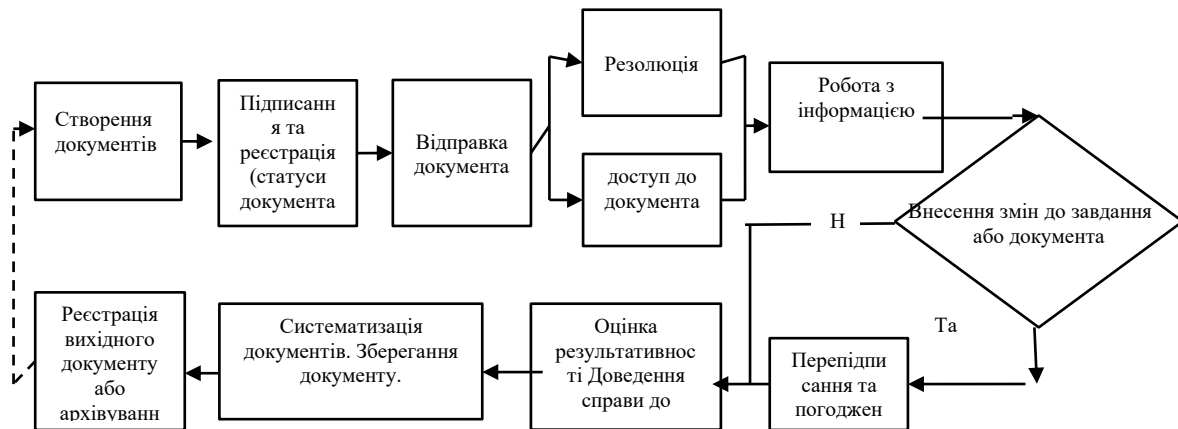 Створення
документів
Підписанн
я та
реєстрація
(статуси
документа
Відправка
документа
Резолюція
доступ до
документа
Робота з
інформацією
Внесення змін до завдання
або документа
Н
Та
Перепідпи
сання та
погоджен
Оцінка
результативнос
ті Доведення
справи до
Систематизація
документів. Зберегання
документу.
Реєстрація
вихідного
документу
або
архівуванн